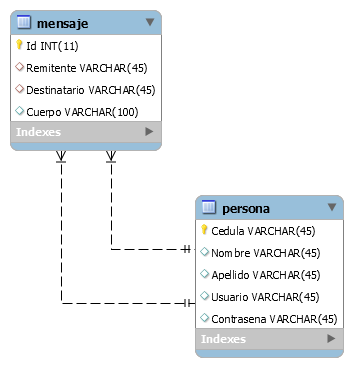 mensaje
Id INT(11)
Remitente VARCHAR(45)
Destinatario VARCHAR(45)
Cuerpo VARCHAR(100)
Indexes
persona
Cedula VARCHAR(45)
Nombre VARCHAR(45)
Apellido VARCHAR(45)
Usuario VARCHAR(45)
Contrasena VARCHAR(45)
Indexes